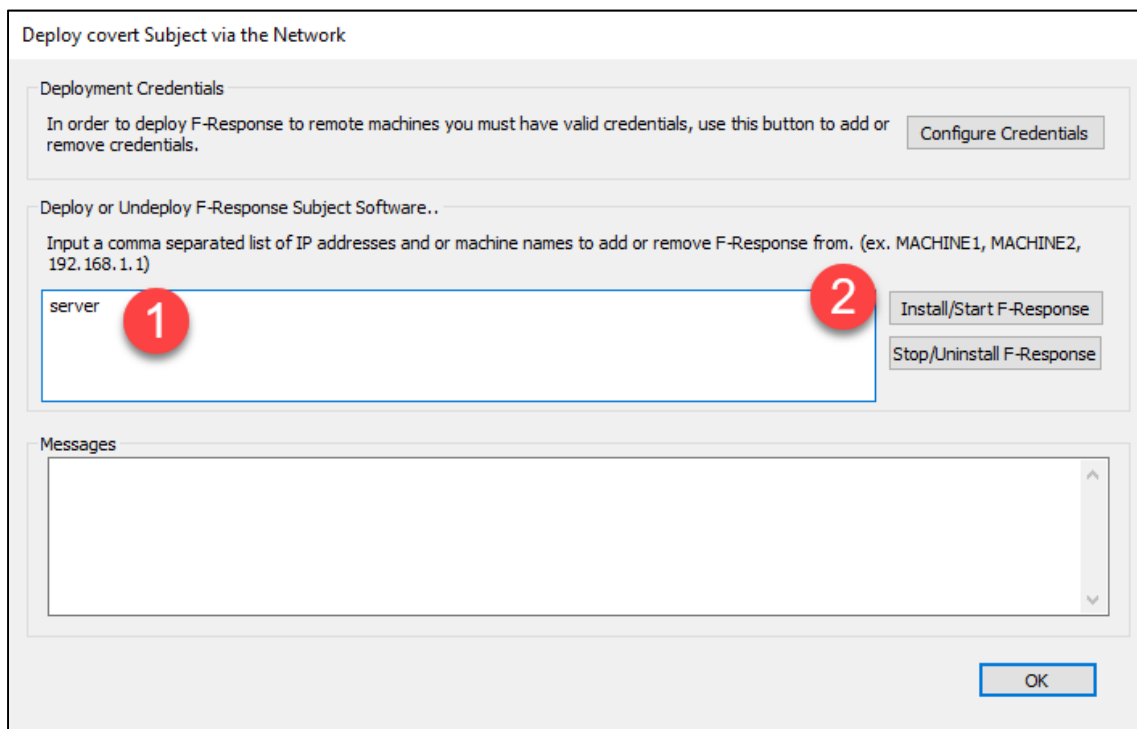 Deploy covert Subject via the Network
Deployment Credentials
In order to deploy F-Response to remote machines you must have valid credentials, use this button to add or
remove credentials.
Configure Credentials
Deploy or Undeploy F-Response Subject Software..
Input a comma separated list of IP addresses and or machine names to add or remove F-Response from. (ex. MACHINE1, MACHINE2,
192.168.1.1)
server
1
2
Install/Start F-Response
Stop/Uninstall F-Response
Messages
OK